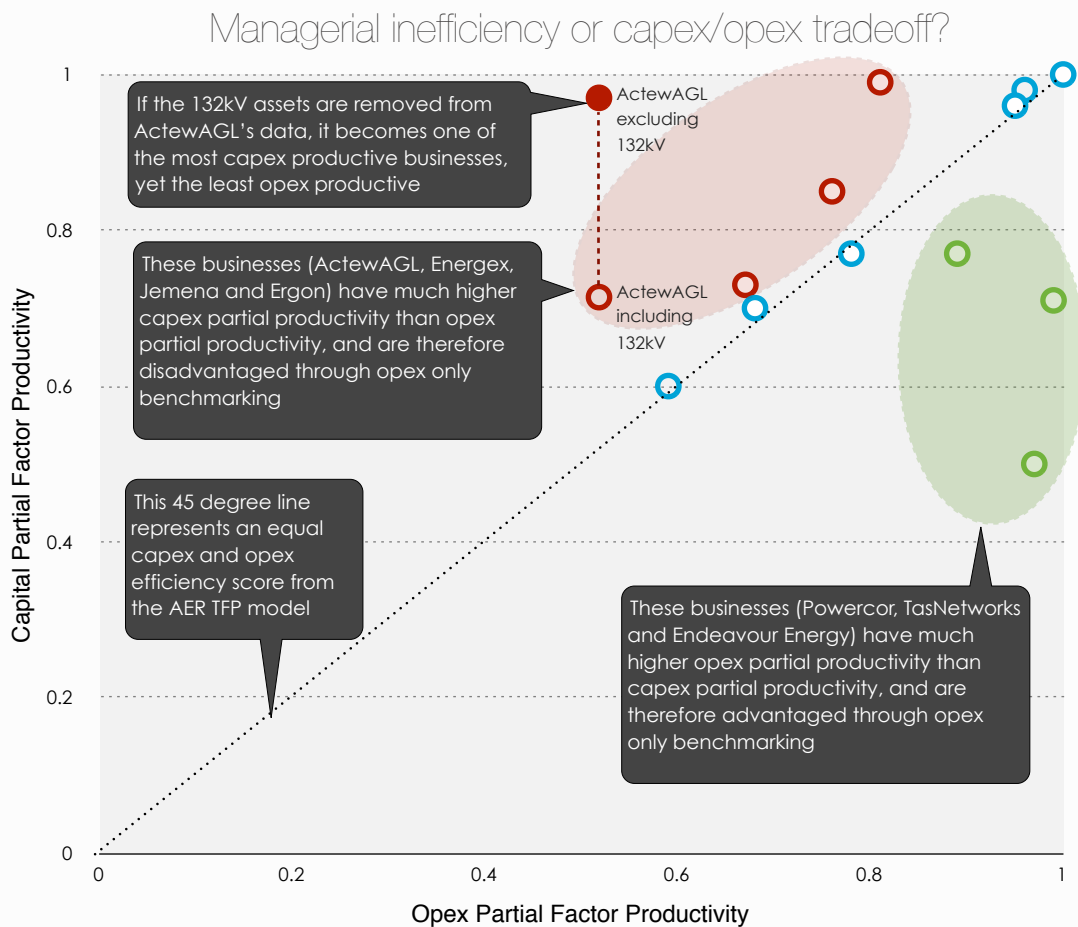 Managerial inefficiency or capex/opex tradeoff?
Capital Partial Factor Productivity
1
0.8
0.6
0.4
0.2
0
If the 132kV assets are removed from
ActewAGL's data, it becomes one of
the most capex productive businesses,
yet the least opex productive
ActewAGL
excluding
132kV
These businesses (ActewAGL, Energex,
Jemena and Ergon) have much higher
capex partial productivity than opex
partial productivity, and are therefore
disadvantaged through opex only
benchmarking
ActewAGL
including
132kV
This 45 degree line
represents an equal
capex and opex
efficiency score from
the AER TFP model
These businesses (Powercor, TasNetworks
and Endeavour Energy) have much
higher opex partial productivity than
capex partial productivity, and are
therefore advantaged through opex
only benchmarking
0
0.2
0.4
0.6
0.8
1
Opex Partial Factor Productivity